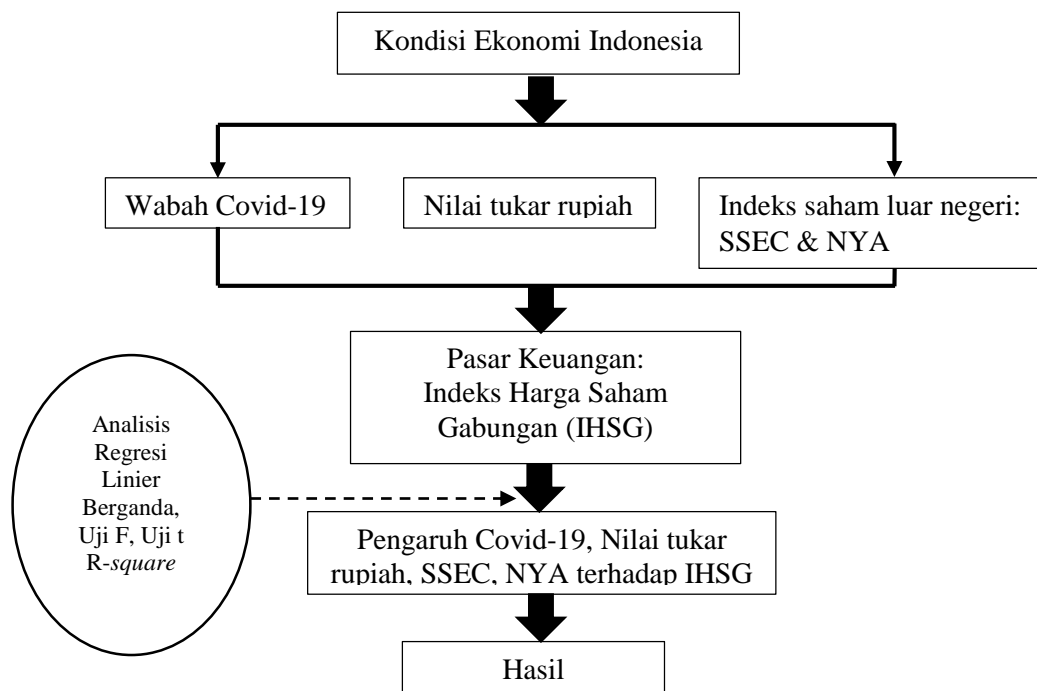 Kondisi Ekonomi Indonesia
Wabah Covid-19
Nilai tukar rupiah
Indeks saham luar negeri:
SSEC & NYA
Pasar Keuangan:
Indeks Harga Saham
Gabungan (IHSG)
Analisis
Regresi
Linier
Berganda,
Uji F, Uji t
R-square
Pengaruh Covid-19, Nilai tukar
rupiah, SSEC, NYA terhadap IHSG
Hasil